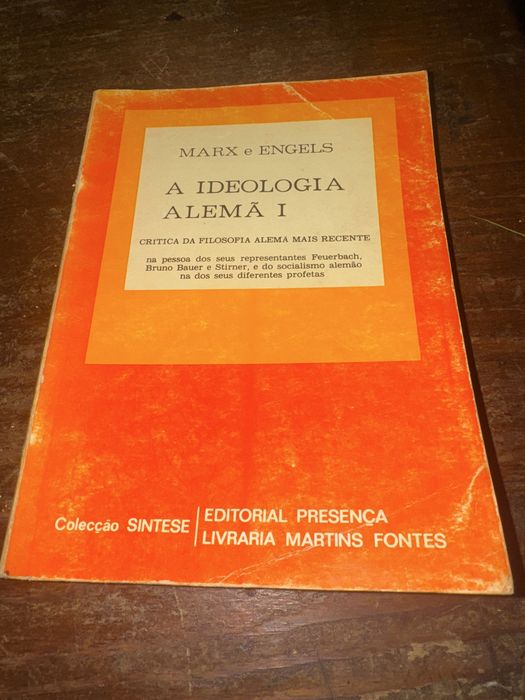 MARX e ENGELS
A IDEOLOGIA
ALEMÃ I
CRITICA DA FILOSOFIA ALEMÃ MAIS RECENTE
na pessoa dos seus representantes Feuerbach,
Bruno Bauer e Stirner, e do socialismo alemão
na dos seus diferentes profetas
Colecção SINTESE
EDITORIAL PRESENÇA
LIVRARIA MARTINS FONTES